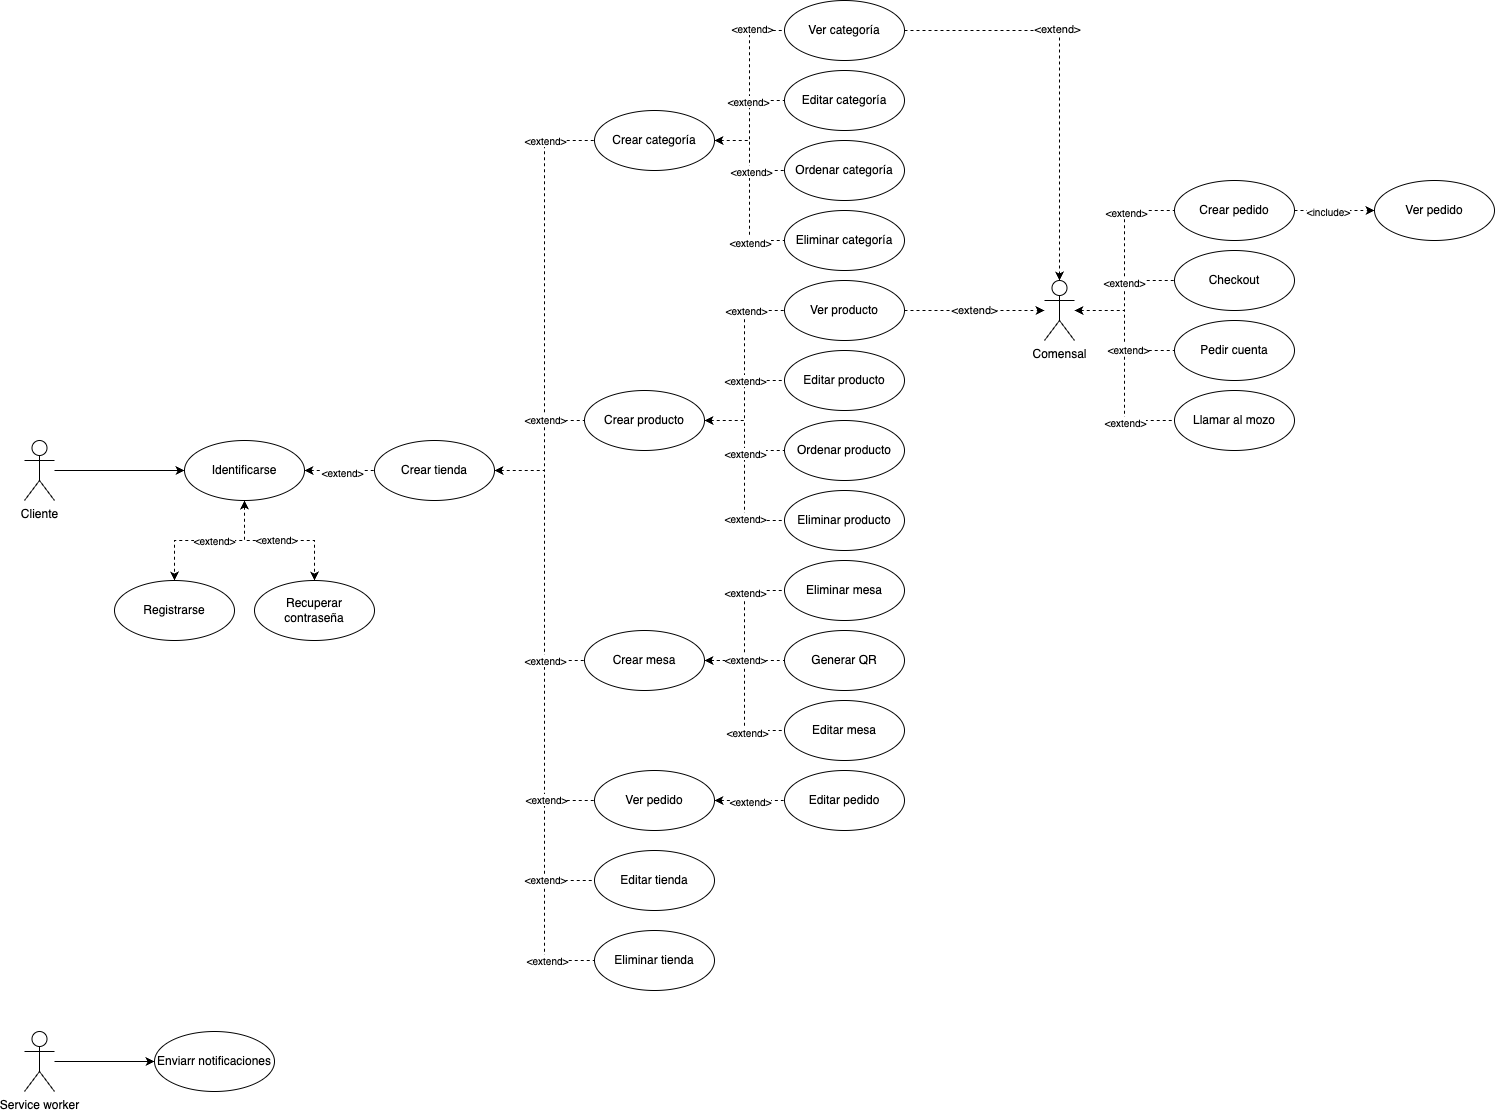 <extend>
Ver categoría
<extend>
<extend>
Editar categoría
<extend>
Crear categoría
<extend>
Ordenar categoría
<extend>
Eliminar categoría
<extend>
Crear pedido
<include>
Ver pedido
<extend>
Checkout
<extend>
Ver producto
<extend>
Comensal
<extend>
Pedir cuenta
<extend>
Editar producto
<extend>
Crear producto
<extend>
Llamar al mozo
<extend>
Ordenar producto
Identificarse
<extend>
Crear tienda
Cliente
<extend>
Eliminar producto
<extend>
<extend>
Registrarse
Recuperar
contraseña
<extend>
Eliminar mesa
<extend>
Crear mesa
<extend>
Generar QR
<extend>
Editar mesa
<extend>
Ver pedido
<extend>
Editar pedido
<extend>
Editar tienda
<extend>
Eliminar tienda
Enviarr notificaciones
Service worker